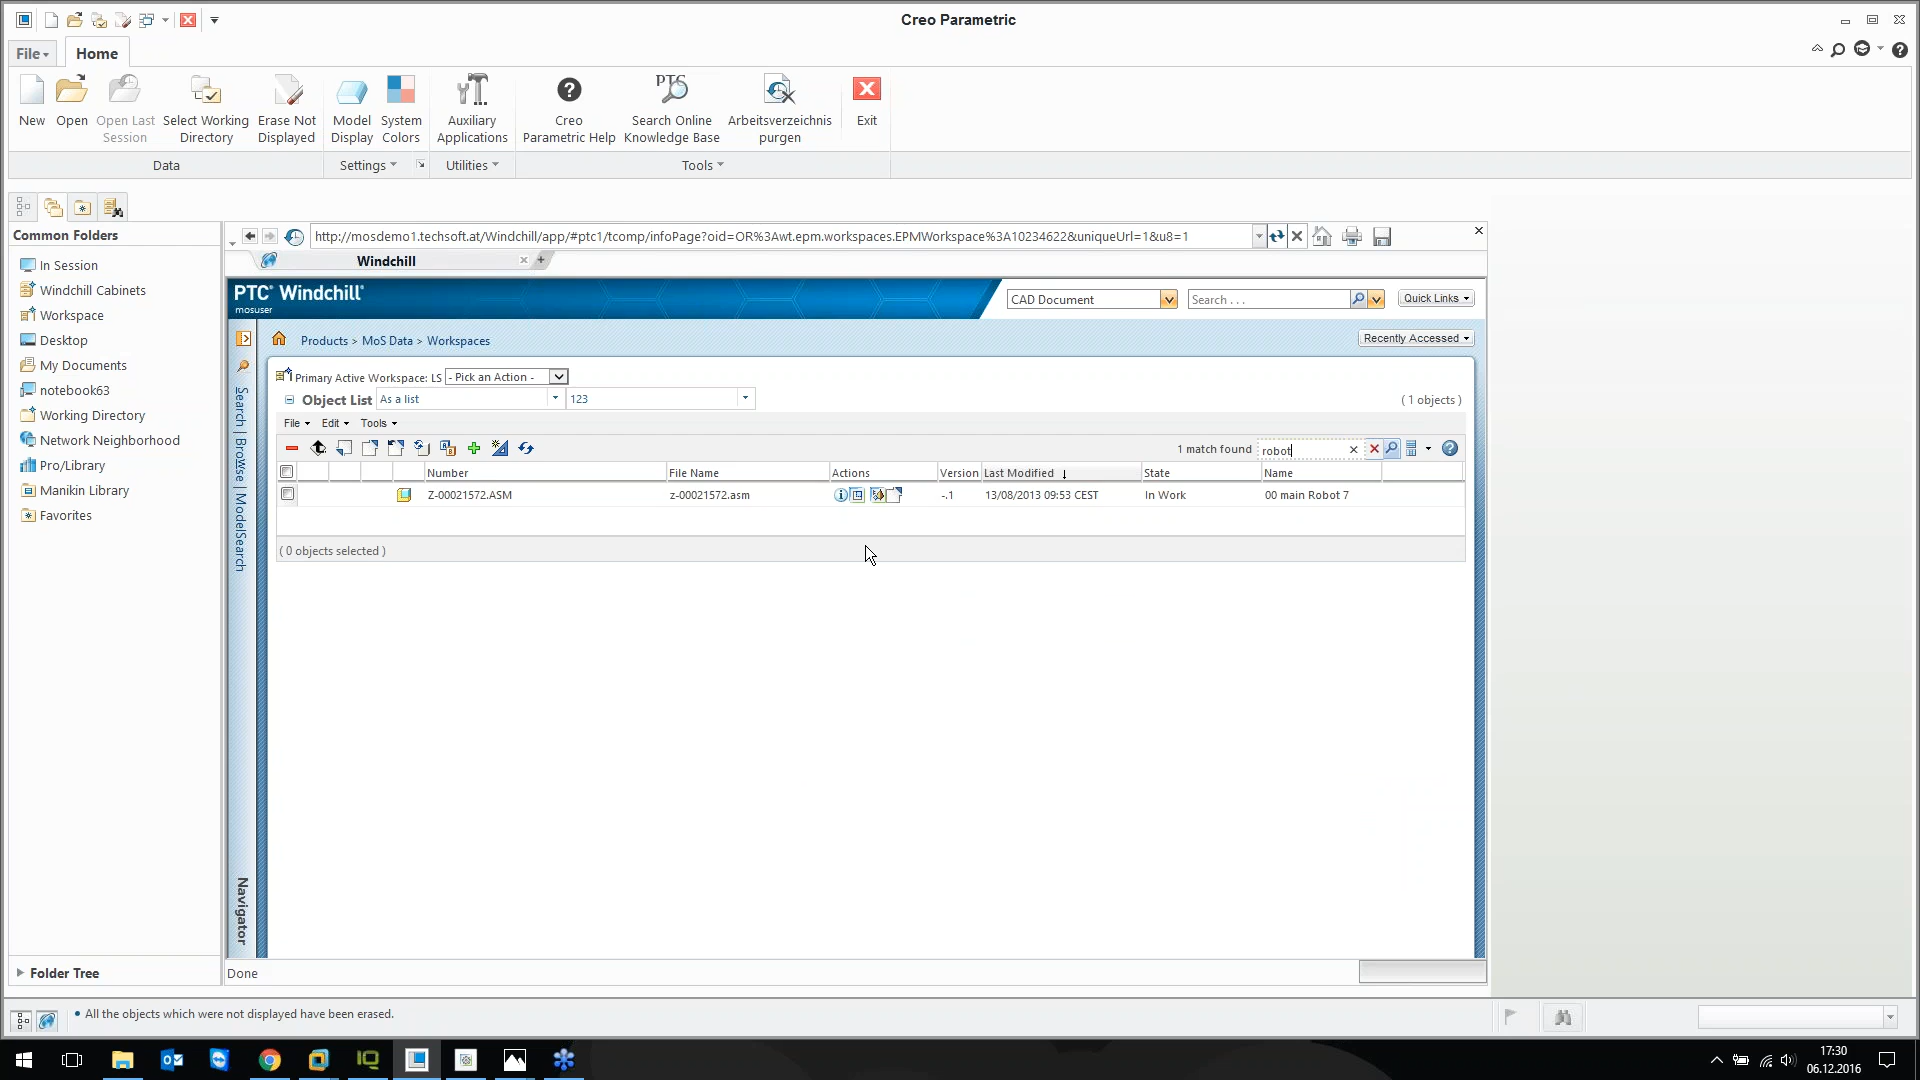 Creo Parametric
File
Home
New
Open
Open Last
Session
Select Working
Directory
Erase Not
Displayed
Model
Display
System
Colors
Auxiliary
Applications
Creo
Parametric Help
PTC
Search Online
Knowledge Base
Arbeitsverzeichnis
purgen
Exit
Data
Settings
Utilities
Tools
Common Folders
In Session
Windchill Cabinets
Workspace
Desktop
My Documents
notebook63
Working Directory
Network Neighborhood
Pro/Library
Manikin Library
Favorites
Folder Tree
http://mosdemo1.techsoft.at/Windchill/app/#ptc1/tcomp/infoPage?oid=OR%3Awt.epm.workspaces.EPMWorkspace%3A10234622&uniqueUrl=1&u8=1
Windchill
PTC® Windchill®
mosuser
CAD Document
Search . . .
Quick Links
Products > MoS Data > Workspaces
Recently Accessed
Search | Browse | ModelSearch
Navigator
Primary Active Workspace: LS
- Pick an Action -
Object List
As a list
123
( 1 objects )
File
Edit
Tools
1 match found
robot
Number
File Name
Actions
Version
Last Modified
State
Name
Z-00021572.ASM
z-00021572.asm
-.1
13/08/2013 09:53 CEST
In Work
00 main Robot 7
( 0 objects selected )
Done
• All the objects which were not displayed have been erased.
17:30
06.12.2016